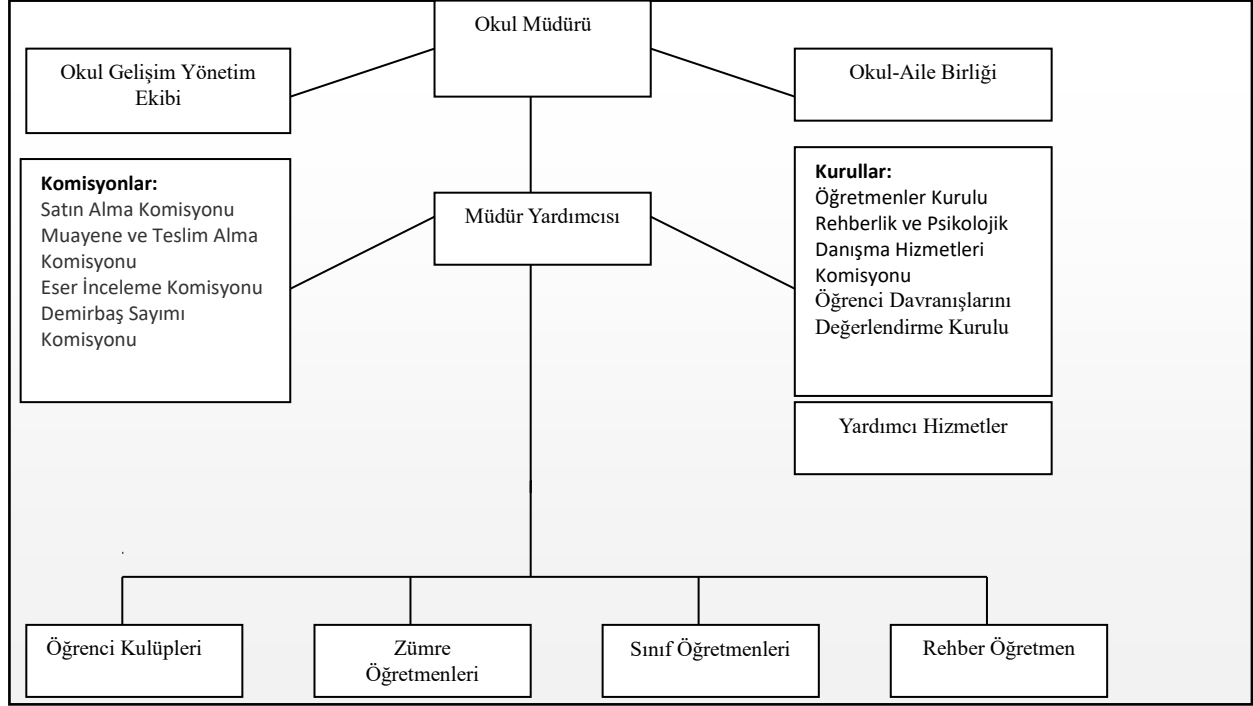 Okul Müdürü
Okul Gelişim Yönetim
Ekibi
Okul-Aile Birliği
Komisyonlar:
Satın Alma Komisyonu
Muayene ve Teslim Alma
Komisyonu
Eser İnceleme Komisyonu
Demirbaş Sayımı
Komisyonu
Müdür Yardımcısı
Kurullar:
Öğretmenler Kurulu
Rehberlik ve Psikolojik
Danışma Hizmetleri
Komisyonu
Öğrenci Davranışlarını
Değerlendirme Kurulu
Yardımcı Hizmetler
Öğrenci Kulüpleri
Zümre
Öğretmenleri
Sınıf Öğretmenleri
Rehber Öğretmen